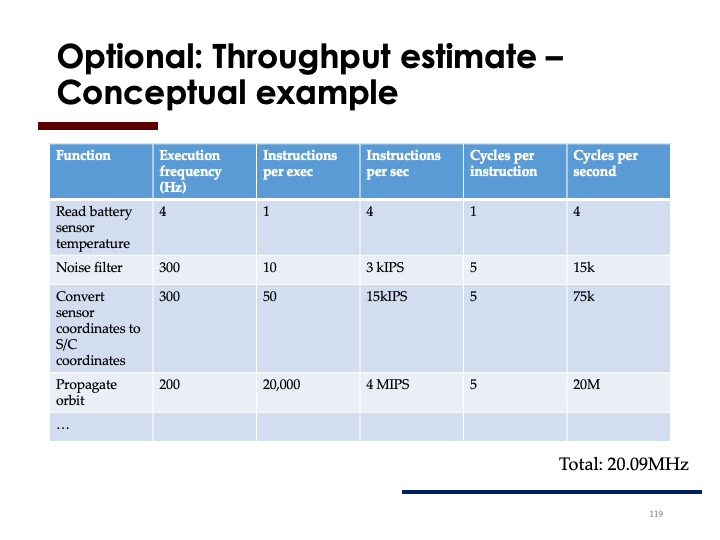 Optional: Throughput estimate –
Conceptual example
Function
Execution
frequency
(Hz)
Instructions
per exec
Instructions
per sec
Cycles per
instruction
Cycles per
second
Read battery
sensor
temperature
4
1
4
1
4
Noise filter
300
10
3 kIPS
5
15k
Convert
sensor
coordinates to
S/C
coordinates
300
50
15kIPS
5
75k
Propagate
orbit
200
20,000
4 MIPS
5
20M
…
Total: 20.09MHz
119